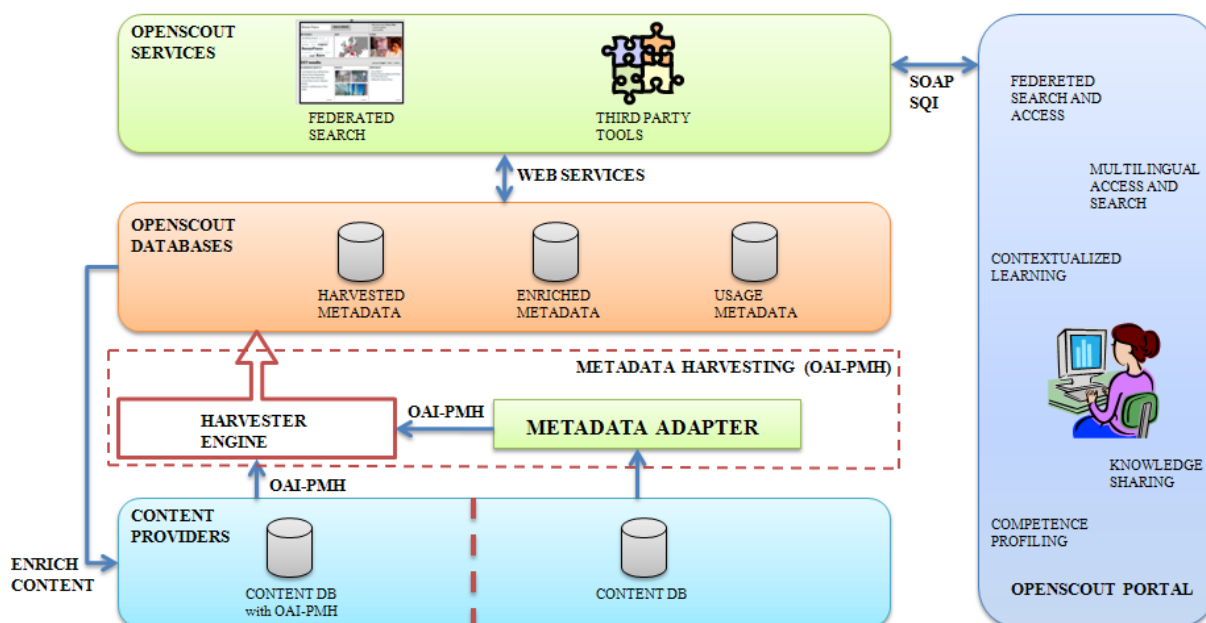 OPENSCOUT
SERVICES
FEDERATED
SEARCH
THIRD PARTY
TOOLS
SOAP
SQI
WEB SERVICES
OPENSCOUT
DATABASES
HARVESTED
METADATA
ENRICHED
METADATA
USAGE
METADATA
METADATA HARVESTING (OAI-PMH)
HARVESTER
ENGINE
OAI-PMH
METADATA ADAPTER
OAI-PMH
CONTENT
PROVIDERS
CONTENT DB
with OAI-PMH
CONTENT DB
ENRICH
CONTENT
FEDERETED
SEARCH AND
ACCESS
MULTILINGUAL
ACCESS AND
SEARCH
CONTEXTUALIZED
LEARNING
KNOWLEDGE
SHARING
COMPETENCE
PROFILING
OPENSCOUT PORTAL